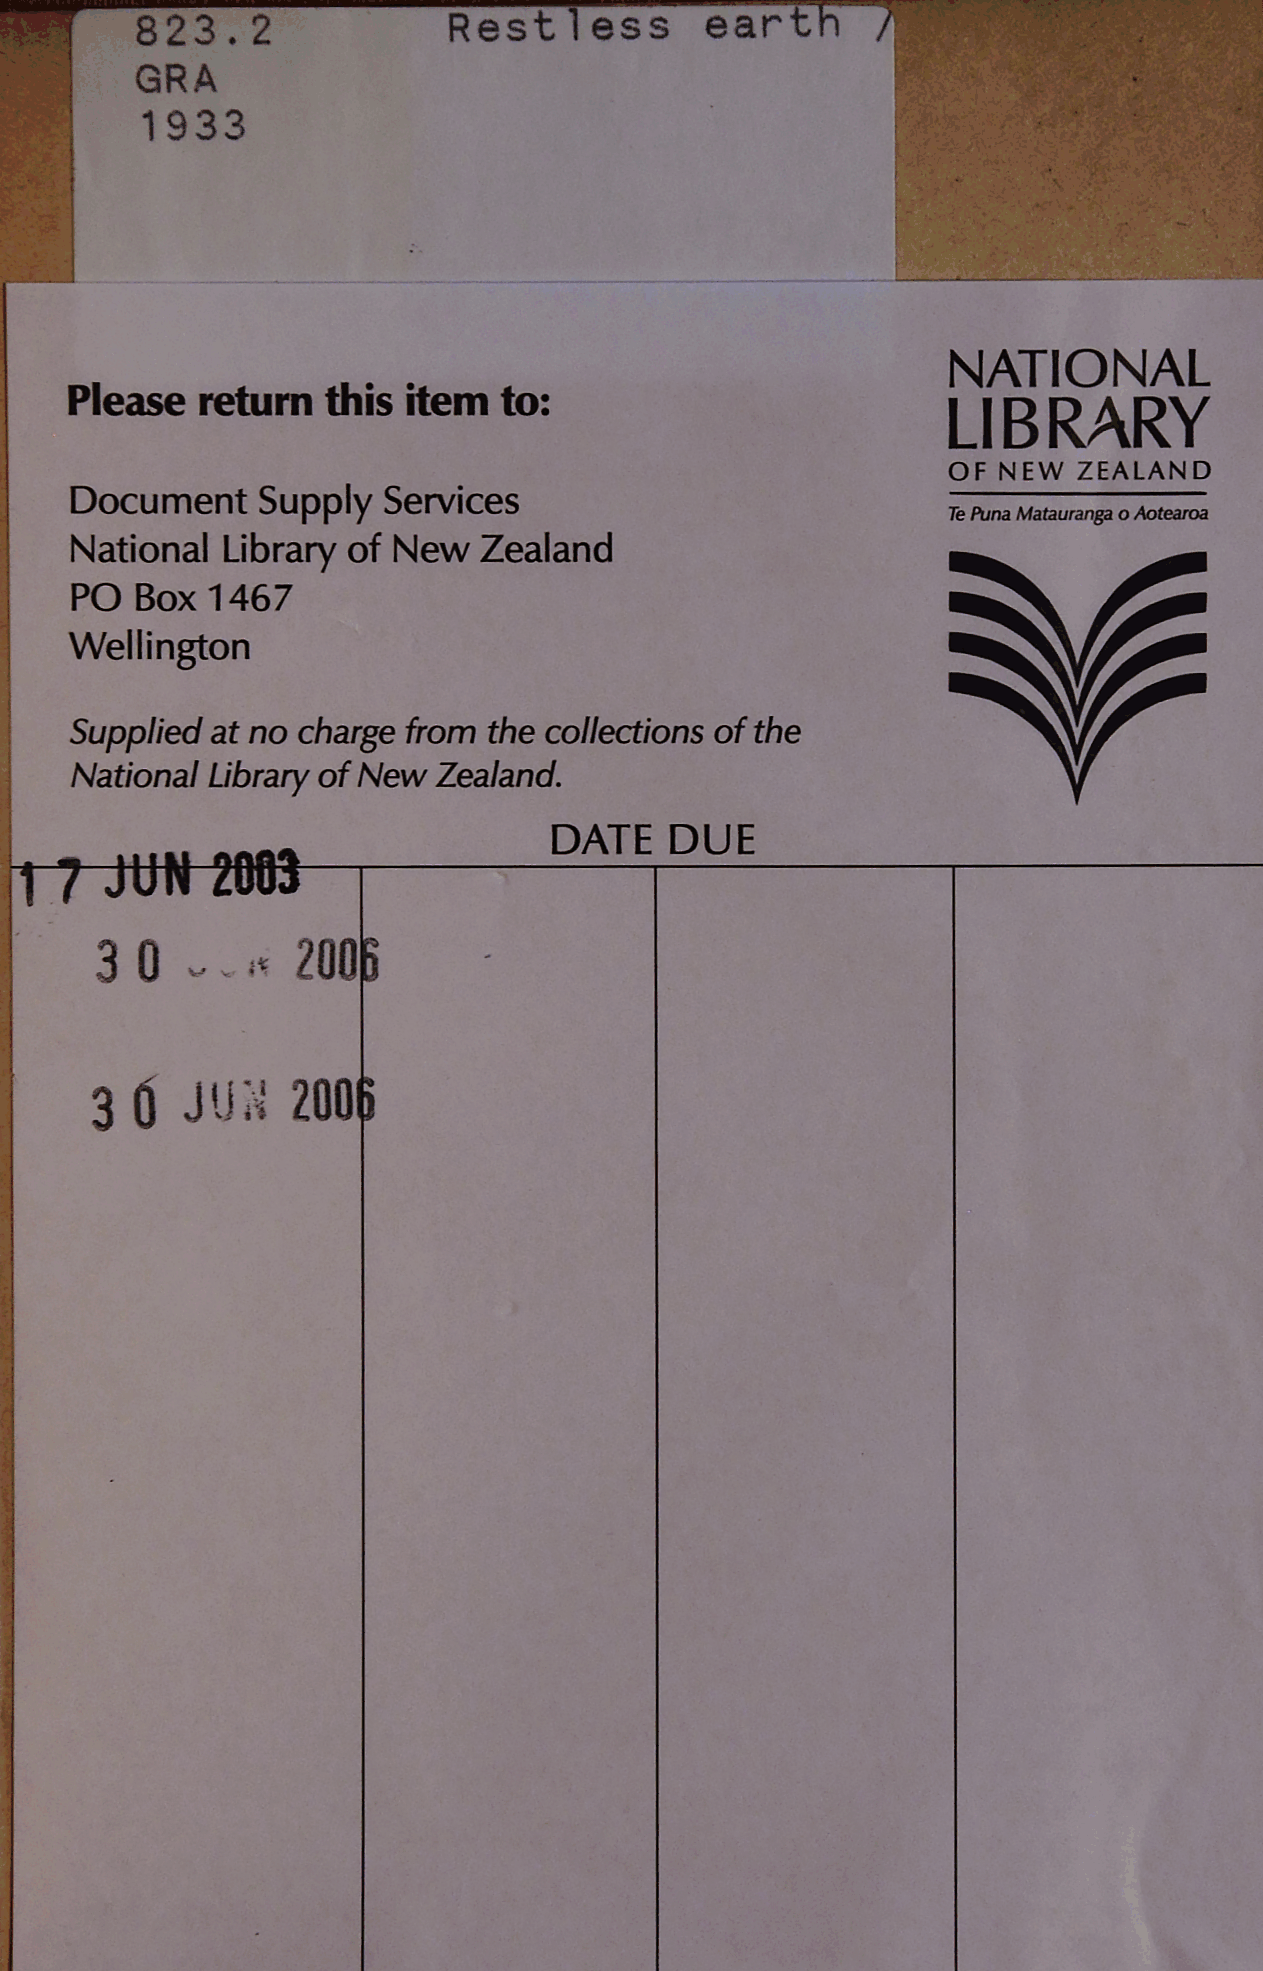 823.2 Restless earth /
GRA
1933
NATIONAL
LIBRARY
OF NEW ZEALAND
Te Puna Matauranga o Aotearoa
Please return this item to:
Document Supply Services
National Library of New Zealand
PO Box 1467
Wellington
Supplied at no charge from the collections of the
National Library of New Zealand.
DATE DUE
17 JUN 2003
30 2006
30 JUN 2006